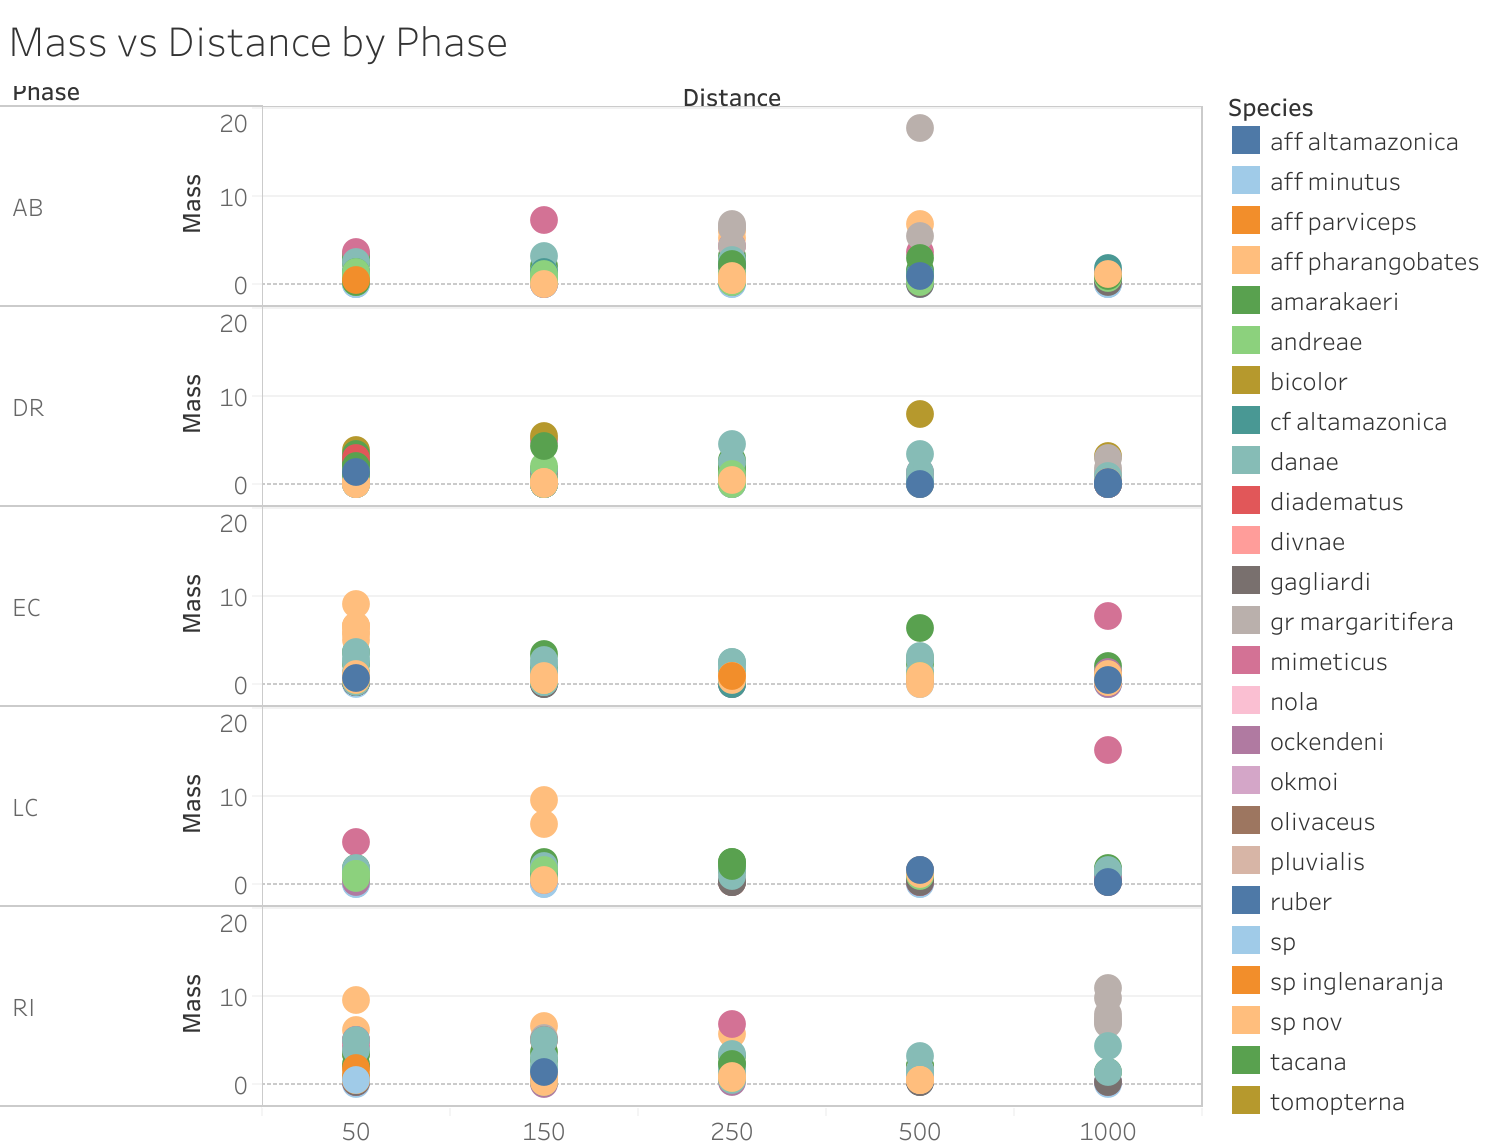 Mass vs Distance by Phase
Phase
Distance
Species
AB
Mass
20
10
0
DR
Mass
20
10
0
EC
Mass
20
10
0
LC
Mass
20
10
0
RI
Mass
20
10
0
50 150 250 500 1000
aff altamazonica
aff minutus
aff parviceps
aff pharangobates
amarakaeri
andreae
bicolor
cf altamazonica
danae
diadematus
divnae
gagliardi
gr margaritifera
mimeticus
nola
ockendeni
okmoi
olivaceus
pluvialis
ruber
sp
sp inglenaranja
sp nov
tacana
tomopterna